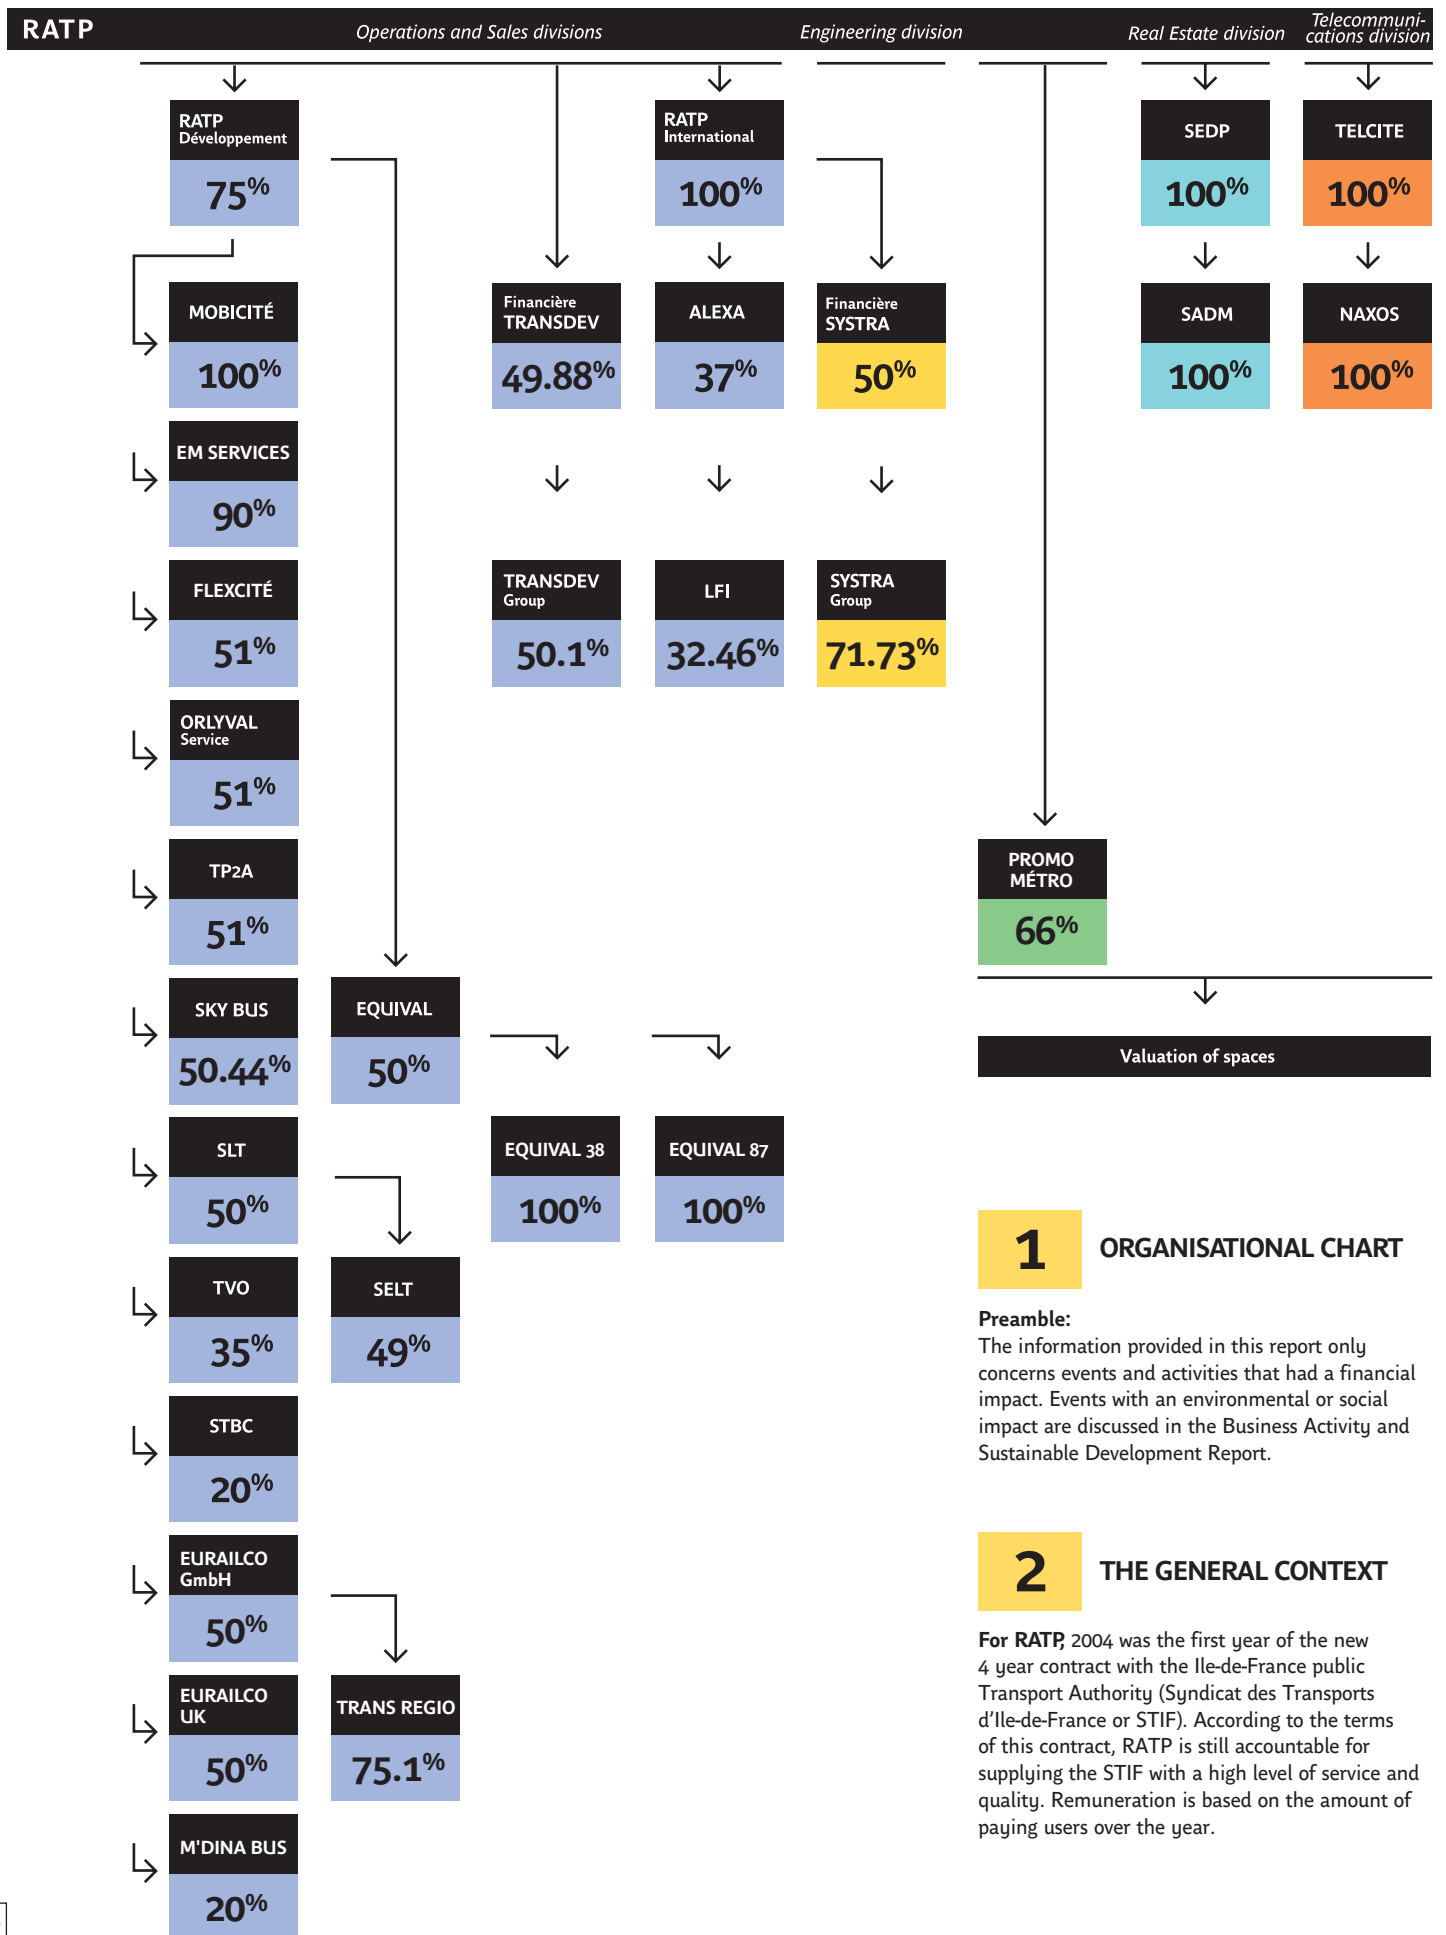 RATP
Operations and Sales divisions
Engineering division
Real Estate division
Telecommuni-
cations division
RATP
Développement
75%
RATP
International
100%
SEDP
100%
TELCITE
100%
MOBICITÉ
100%
Financière
TRANSDEV
49.88%
ALEXA
37%
Financière
SYSTRA
50%
SADM
100%
NAXOS
100%
EM SERVICES
90%
FLEXCITÉ
51%
TRANSDEV
Group
50.1%
LFI
32.46%
SYSTRA
Group
71.73%
ORLYVAL
Service
51%
TP2A
51%
PROMO
MÉTRO
66%
SKY BUS
50.44%
EQUIVAL
50%
Valuation of spaces
SLT
50%
EQUIVAL 38
100%
EQUIVAL 87
100%
TVO
35%
SELT
49%
STBC
20%
EURAILCO
GmbH
50%
EURAILCO
UK
50%
TRANS REGIO
75.1%
M'DINA BUS
20%
1
ORGANISATIONAL CHART
Preamble:
The information provided in this report only
concerns events and activities that had a financial
impact. Events with an environmental or social
impact are discussed in the Business Activity and
Sustainable Development Report.
2
THE GENERAL CONTEXT
For RATP, 2004 was the first year of the new
4 year contract with the Ile-de-France public
Transport Authority (Syndicat des Transports
d'Ile-de-France or STIF). According to the terms
of this contract, RATP is still accountable for
supplying the STIF with a high level of service and
quality. Remuneration is based on the amount of
paying users over the year.